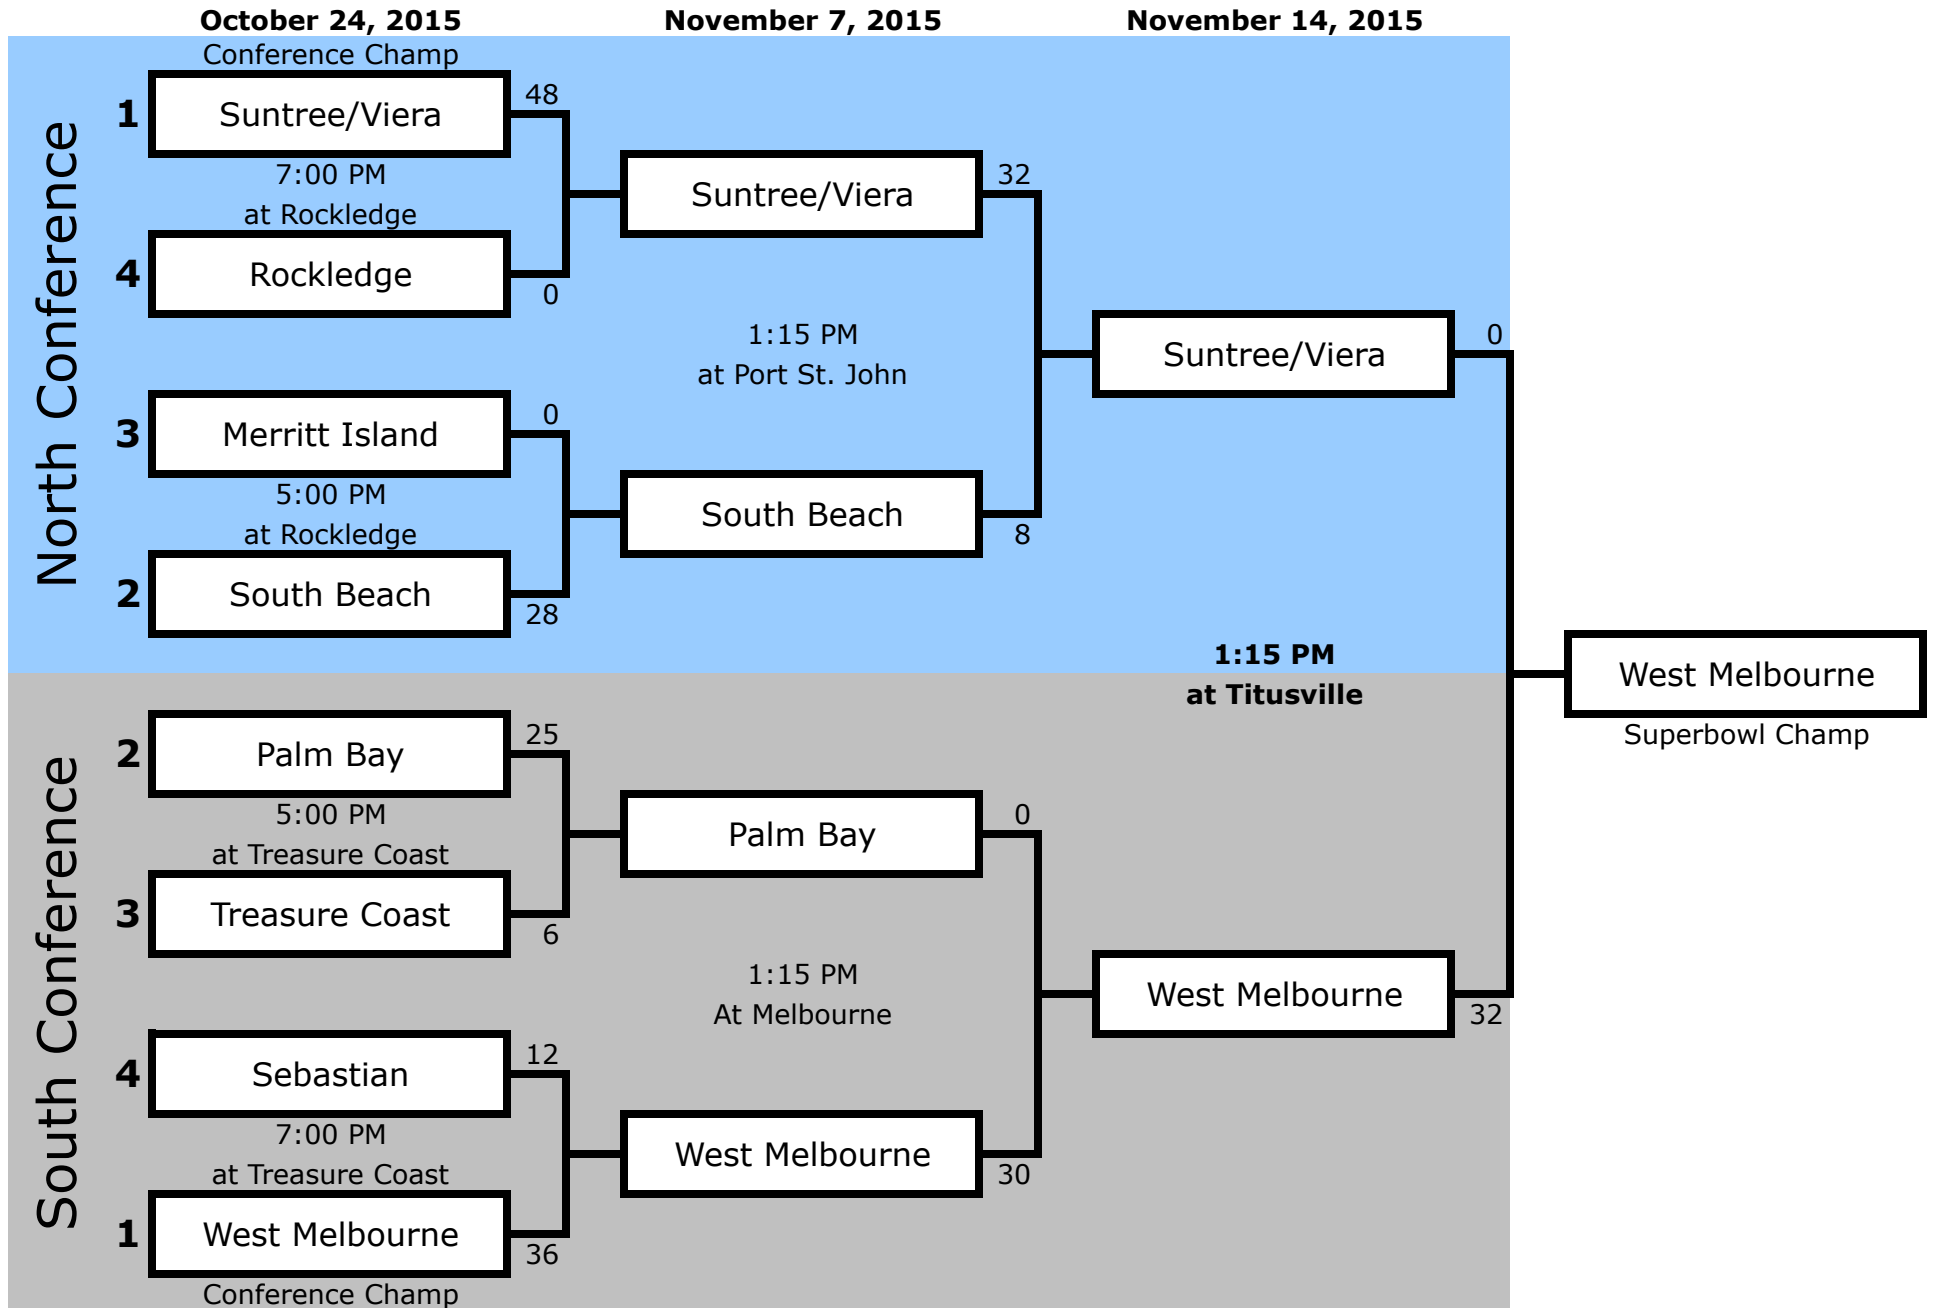 October 24, 2015
November 7, 2015
November 14, 2015
North Conference
Conference Champ
1
Suntree/Viera
48
7:00 PM
at Rockledge
4
Rockledge
0
3
Merritt Island
0
5:00 PM
at Rockledge
2
South Beach
28
Suntree/Viera
32
1:15 PM
at Port St. John
South Beach
8
Suntree/Viera
0
1:15 PM
at Titusville
West Melbourne
Superbowl Champ
South Conference
2
Palm Bay
25
5:00 PM
at Treasure Coast
3
Treasure Coast
6
4
Sebastian
12
7:00 PM
at Treasure Coast
1
West Melbourne
36
Conference Champ
Palm Bay
0
1:15 PM
At Melbourne
West Melbourne
30
West Melbourne
32